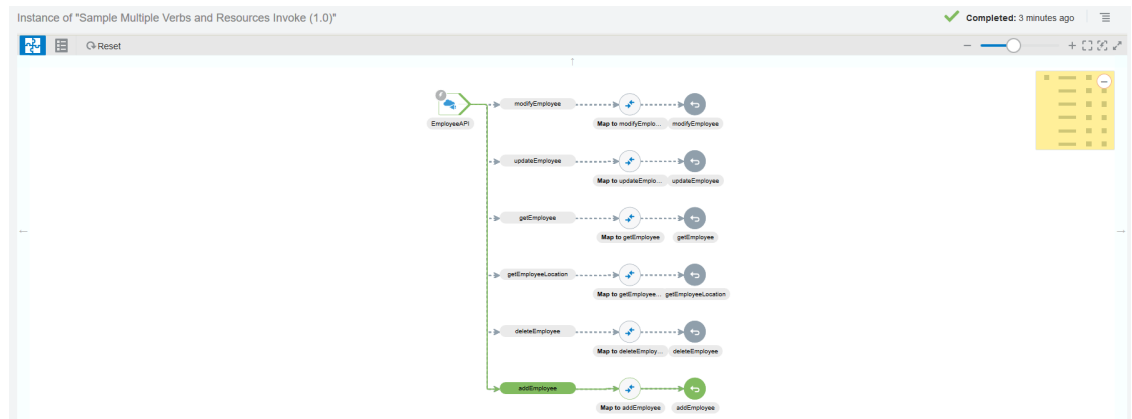 Instance of "Sample Multiple Verbs and Resources Invoke (1.0)"
Completed: 3 minutes ago
Reset
EmployeeAPI
modifyEmployee
Map to modifyEmplo...
modifyEmployee
updateEmployee
Map to updateEmplo...
updateEmployee
getEmployee
Map to getEmployee
getEmployee
getEmployeeLocation
Map to getEmployee...
getEmployeeLocation
deleteEmployee
Map to deleteEmploy...
deleteEmployee
addEmployee
Map to addEmployee
addEmployee